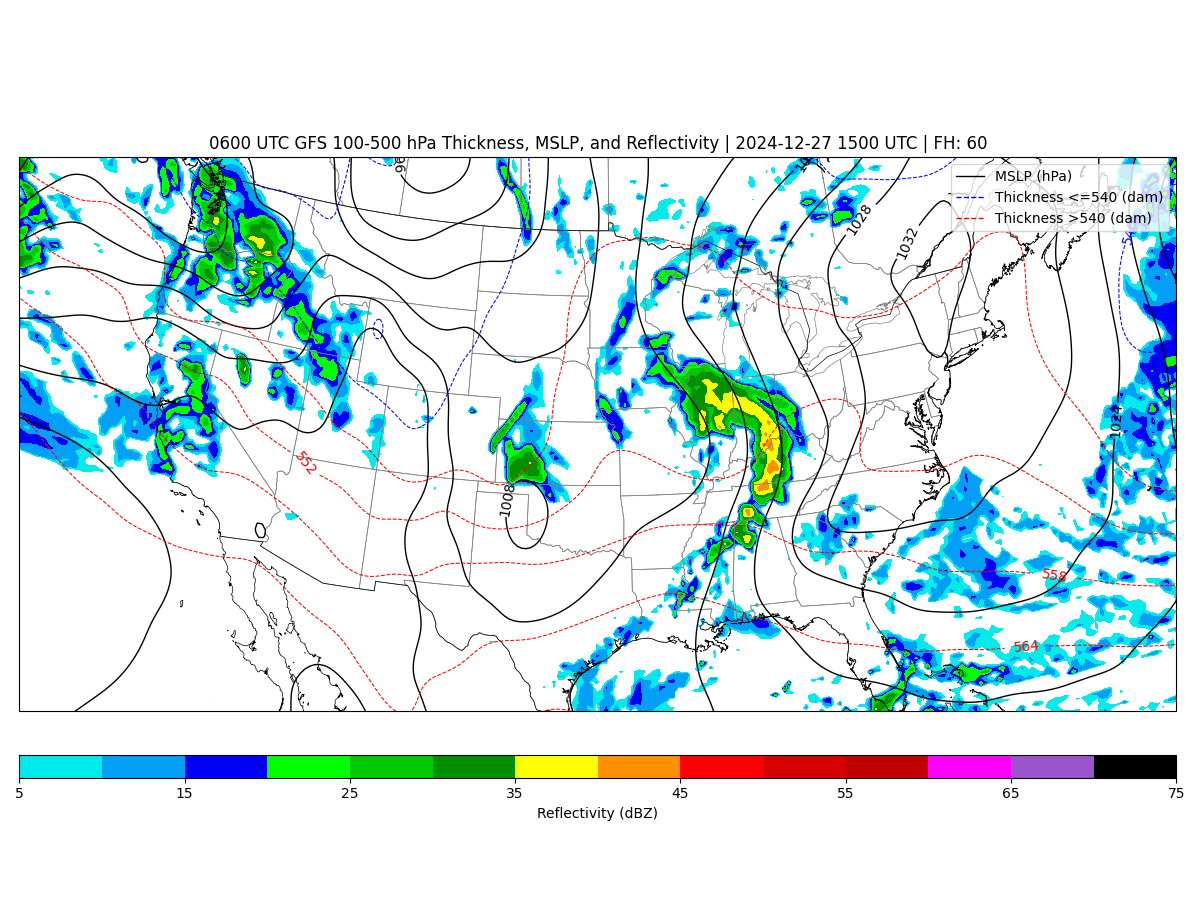 0600 UTC GFS 100-500 hPa Thickness, MSLP, and Reflectivity | 2024-12-27 1500 UTC | FH: 60
MSLP (hPa)
Thickness <=540 (dam)
Thickness >540 (dam)
1028
1032
1024
552
1008
558
564
5 15 25 35 45 55 65 75
Reflectivity (dBZ)